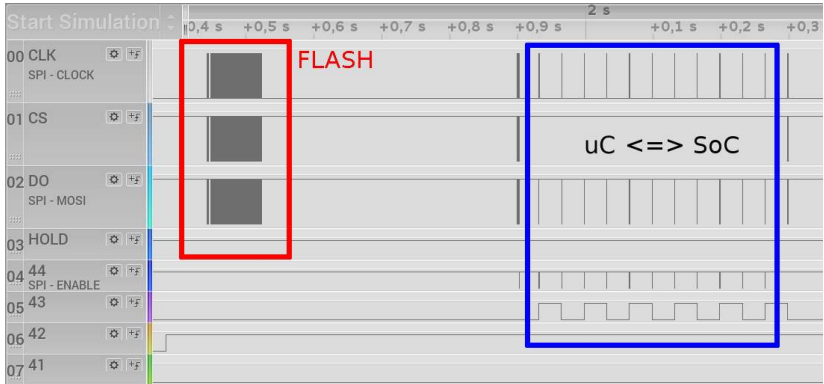 2 s
Start Simulation
0,4 s +0,5 s +0,6 s +0,7 s +0,8 s +0,9 s +0,1 s +0,2 s +0,3
00 CLK
SPI - CLOCK
FLASH
01 CS
uC <=> SoC
02 DO
SPI - MOSI
03 HOLD
04 44
SPI - ENABLE
05 43
06 42
07 41